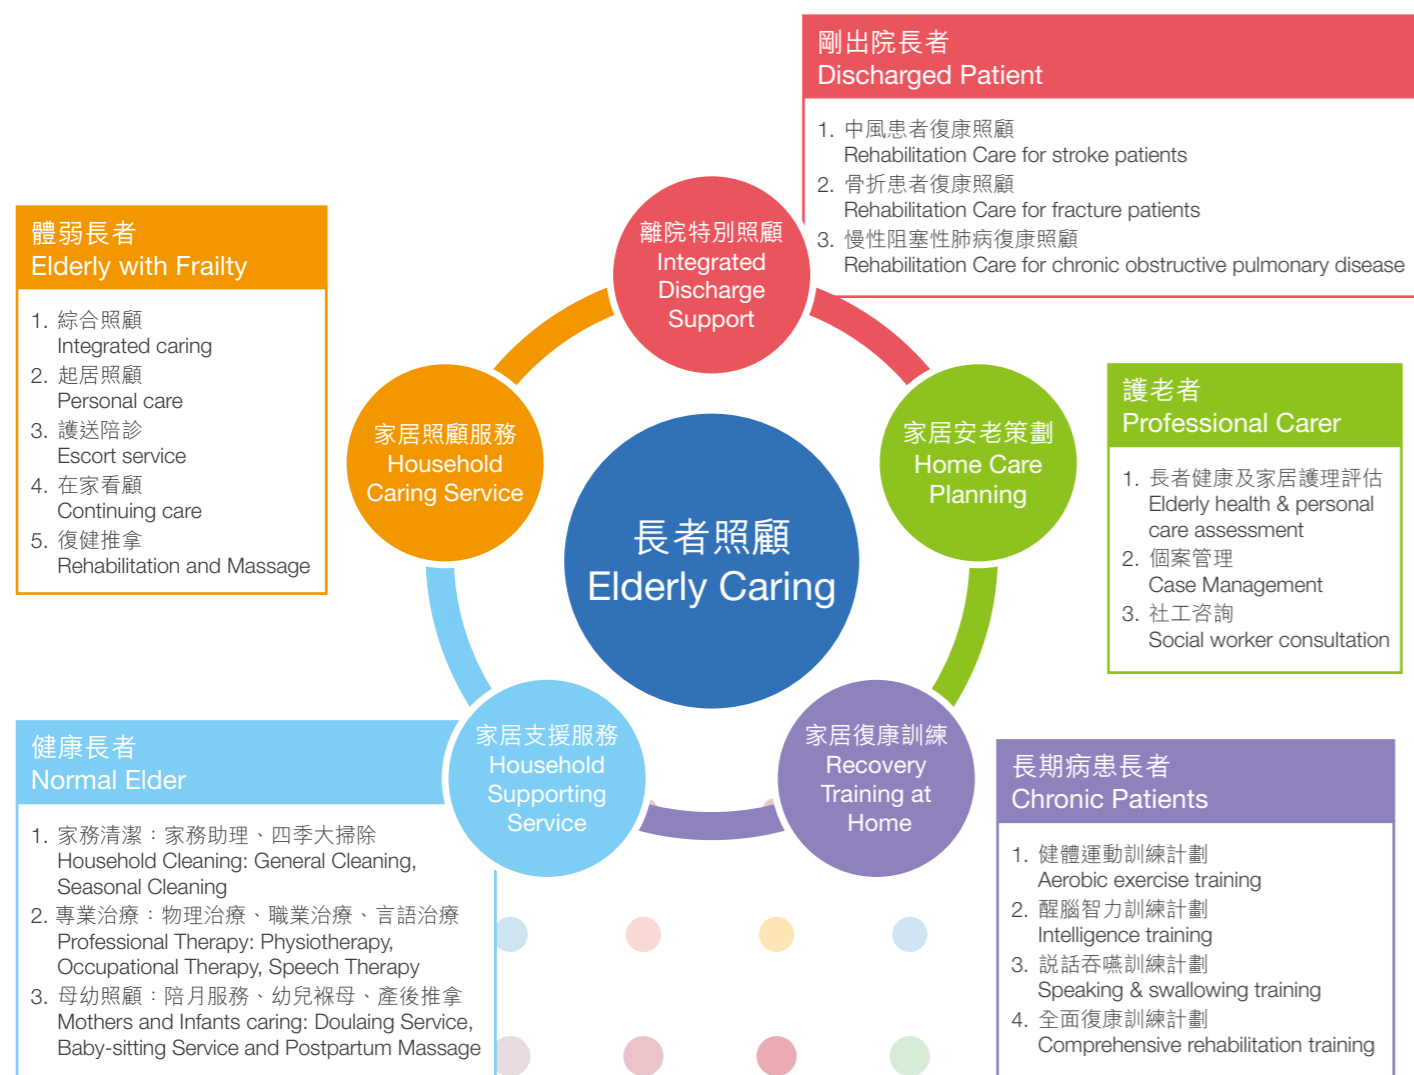 剛出院長者
Discharged Patient
1. 中風患者復康照顧
Rehabilitation Care for stroke patients
2. 骨折患者復康照顧
Rehabilitation Care for fracture patients
3. 慢性阻塞性肺病復康照顧
Rehabilitation Care for chronic obstructive pulmonary disease
離院特別照顧
Integrated
Discharge
Support
體弱長者
Elderly with Frailty
1. 綜合照顧
Integrated caring
2. 起居照顧
Personal care
3. 護送陪診
Escort service
4. 在家看顧
Continuing care
5. 復健推拿
Rehabilitation and Massage
家居照顧服務
Household
Caring Service
家居安老策劃
Home Care
Planning
護老者
Professional Carer
1. 長者健康及家居護理評估
Elderly health & personal
care assessment
2. 個案管理
Case Management
3. 社工咨詢
Social worker consultation
長者照顧
Elderly Caring
健康長者
Normal Elder
1. 家務清潔：家務助理、四季大掃除
Household Cleaning: General Cleaning,
Seasonal Cleaning
2. 專業治療：物理治療、職業治療、言語治療
Professional Therapy: Physiotherapy,
Occupational Therapy, Speech Therapy
3. 母幼照顧：陪月服務、幼兒褓母、產後推拿
Mothers and Infants caring: Doulaing Service,
Baby-sitting Service and Postpartum Massage
家居支援服務
Household
Supporting
Service
家居復康訓練
Recovery
Training at
Home
長期病患長者
Chronic Patients
1. 健體運動訓練計劃
Aerobic exercise training
2. 醒腦智力訓練計劃
Intelligence training
3. 説話吞嚥訓練計劃
Speaking & swallowing training
4. 全面復康訓練計劃
Comprehensive rehabilitation training